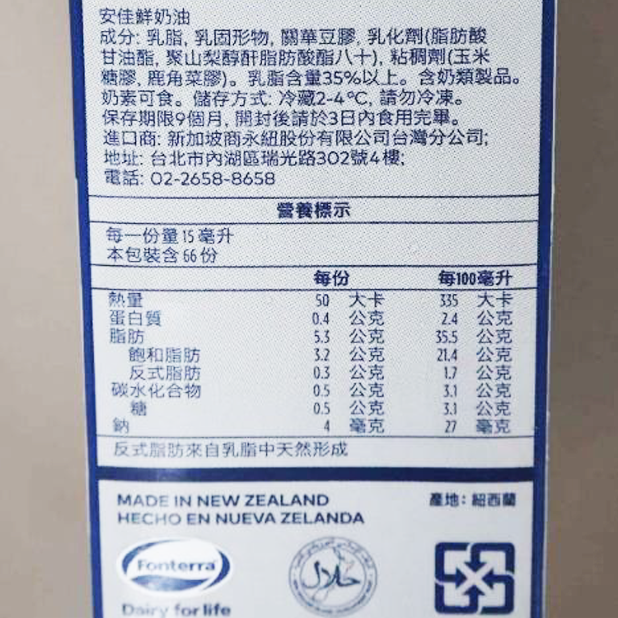 安佳鮮奶油
成分: 乳脂, 乳固形物, 關華豆膠, 乳化劑(脂肪酸
甘油酯, 聚山梨醇酐脂肪酸酯八十), 粘稠劑(玉米
糖膠, 鹿角菜膠)。乳脂含量35%以上。含奶類製品。
奶素可食。儲存方式: 冷藏2-4°C, 請勿冷凍。
保存期限9個月, 開封後請於3日內食用完畢。
進口商: 新加坡商永紐股份有限公司台灣分公司;
地址: 台北市內湖區瑞光路302號4樓;
電話: 02-2658-8658
營養標示
每一份量 15 毫升
本包裝含 66 份
每份 每100毫升
熱量 50 大卡 335 大卡
蛋白質 0.4 公克 2.4 公克
脂肪 5.3 公克 35.5 公克
飽和脂肪 3.2 公克 21.4 公克
反式脂肪 0.3 公克 1.7 公克
碳水化合物 0.5 公克 3.1 公克
糖 0.5 公克 3.1 公克
鈉 4 毫克 27 毫克
反式脂肪來自乳脂中天然形成
MADE IN NEW ZEALAND 產地: 紐西蘭
HECHO EN NUEVA ZELANDA
Fonterra
حلال
Dairy for life